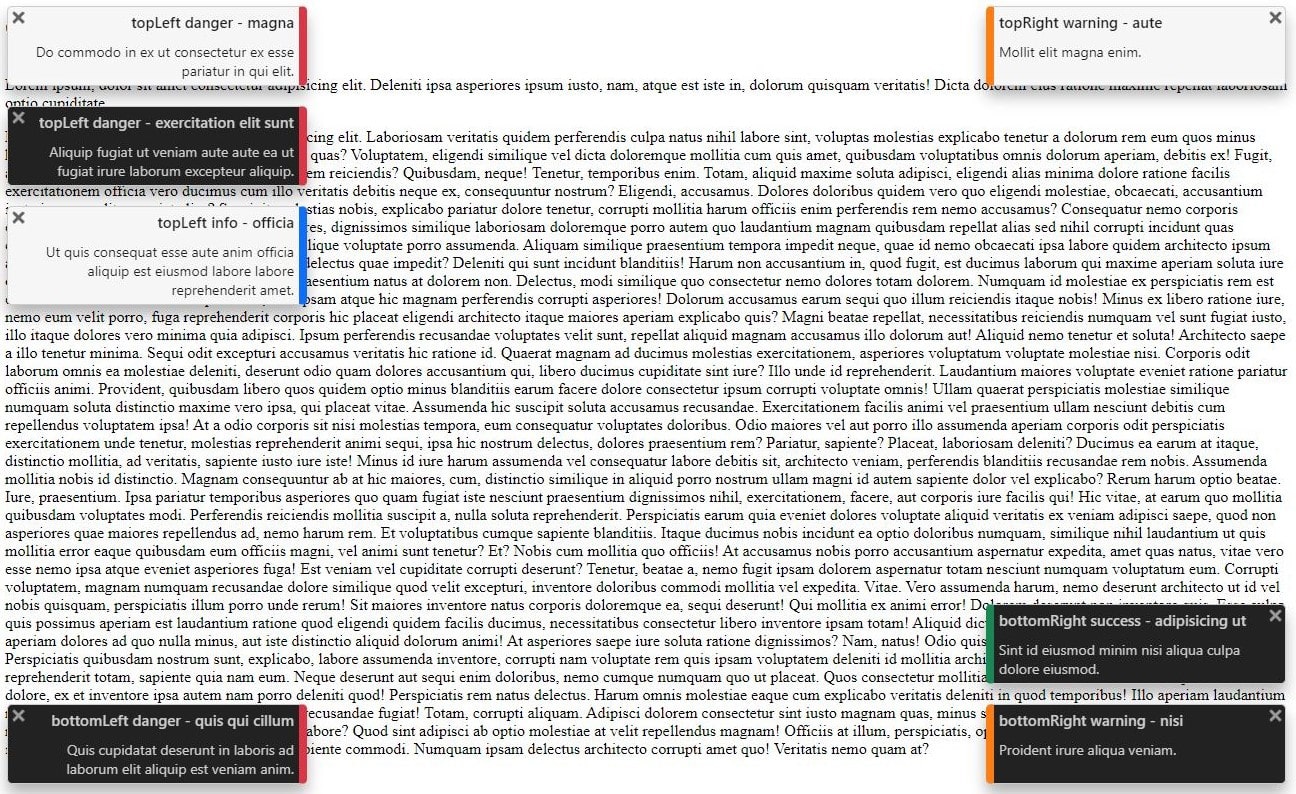 topLeft danger - magna
Do commodo in ex ut consectetur ex esse
pariatur in qui elit.
topRight warning - aute
Mollit elit magna enim.
Lorem ipsum, dolor sit amet consectetur adipisicing elit. Deleniti ipsa asperiores ipsum iusto, nam, atque est iste in, dolorum quisquam veritatis! Dicta dolorem eius ratione maxime repellat laboriosam
optio cupiditate
topLeft danger - exercitation elit sunt
Aliquip fugiat ut veniam aute aute ea ut
fugiat irure laborum excepteur aliquip.
topLeft info - officia
Ut quis consequat esse aute anim officia
aliquip est eiusmod labore labore
reprehenderit amet.
cing elit. Laboriosam veritatis quidem perferendis culpa natus nihil labore sint, voluptas molestias explicabo tenetur a dolorum rem eum quos minus
quas? Voluptatem, eligendi similique vel dicta doloremque mollitia cum quis amet, quibusdam voluptatibus omnis dolorum aperiam, debitis ex! Fugit,
em reiciendis? Quibusdam, neque! Tenetur, temporibus enim. Totam, aliquid maxime soluta adipisci, eligendi alias minima dolore ratione facilis
exercitationem officia vero ducimus cum illo veritatis debitis neque ex, consequuntur nostrum? Eligendi, accusamus. Dolores doloribus quidem vero quo eligendi molestiae, obcaecati, accusantium
estias nobis, explicabo pariatur dolore tenetur, corrupti mollitia harum officiis enim perferendis rem nemo accusamus? Consequatur nemo corporis
res, dignissimos similique laboriosam doloremque porro autem quo laudantium magnam quibusdam repellat alias sed nihil corrupti incidunt quas
lique voluptate porro assumenda. Aliquam similique praesentium tempora impedit neque, quae id nemo obcaecati ipsa labore quidem architecto ipsum
delectus quae impedit? Deleniti qui sunt incidunt blanditiis! Harum non accusantium in, quod fugit, est ducimus laborum qui maxime aperiam soluta iure
aesentium natus at dolorem non. Delectus, modi similique quo consectetur nemo dolores totam dolorem. Numquam id molestiae ex perspiciatis rem est
psam atque hic magnam perferendis corrupti asperiores! Dolorum accusamus earum sequi quo illum reiciendis itaque nobis! Minus ex libero ratione iure,
nemo eum velit porro, fuga reprehenderit corporis hic placeat eligendi architecto itaque maiores aperiam explicabo quis? Magni beatae repellat, necessitatibus reiciendis numquam vel sunt fugiat iusto,
illo itaque dolores vero minima quia adipisci. Ipsum perferendis recusandae voluptates velit sunt, repellat aliquid magnam accusamus illo dolorum aut! Aliquid nemo tenetur et soluta! Architecto saepe
a illo tenetur minima. Sequi odit excepturi accusamus veritatis hic ratione id. Quaerat magnam ad ducimus molestias exercitationem, asperiores voluptatum voluptate molestiae nisi. Corporis odit
laborum omnis ea molestiae deleniti, deserunt odio quam dolores accusantium qui, libero ducimus cupiditate sint iure? Illo unde id reprehenderit. Laudantium maiores voluptate eveniet ratione pariatur
officiis animi. Provident, quibusdam libero quos quidem optio minus blanditiis earum facere dolore consectetur ipsum corrupti voluptate omnis! Ullam quaerat perspiciatis molestiae similique
numquam soluta distinctio maxime vero ipsa, qui placeat vitae. Assumenda hic suscipit soluta accusamus recusandae. Exercitationem facilis animi vel praesentium ullam nesciunt debitis cum
repellendus voluptatem ipsa! At a odio corporis sit nisi molestias tempora, eum consequatur voluptates doloribus. Odio maiores vel aut porro illo assumenda aperiam corporis odit perspiciatis
exercitationem unde tenetur, molestias reprehenderit animi sequi, ipsa hic nostrum delectus, dolores praesentium rem? Pariatur, sapiente? Placeat, laboriosam deleniti? Ducimus ea earum at itaque,
distinctio mollitia, ad veritatis, sapiente iusto iure iste! Minus id iure harum assumenda vel consequatur labore debitis sit, architecto veniam, perferendis blanditiis recusandae rem nobis. Assumenda
mollitia nobis id distinctio. Magnam consequuntur ab at hic maiores, cum, distinctio similique in aliquid porro nostrum ullam magni id autem sapiente dolor vel explicabo? Rerum harum optio beatae.
Iure, praesentium. Ipsa pariatur temporibus asperiores quo quam fugiat iste nesciunt praesentium dignissimos nihil, exercitationem, facere, aut corporis iure facilis qui! Hic vitae, at earum quo mollitia
quibusdam voluptates modi. Perferendis reiciendis mollitia suscipit a, nulla soluta reprehenderit. Perspiciatis earum quia eveniet dolores voluptate aliquid veritatis ex veniam adipisci saepe, quod non
asperiores quae maiores repellendus ad, nemo harum rem. Et voluptatibus cumque sapiente blanditiis. Itaque ducimus nobis incidunt ea optio doloribus numquam, similique nihil laudantium ut quis
mollitia error eaque quibusdam eum officiis magni, vel animi sunt tenetur? Et? Nobis cum mollitia quo officiis! At accusamus nobis porro accusantium aspernatur expedita, amet quas natus, vitae vero
esse nemo ipsa atque eveniet asperiores fuga! Est veniam vel cupiditate corrupti deserunt? Tenetur, beatae a, nemo fugit ipsam dolorem aspernatur totam nesciunt numquam voluptatum eum. Corrupti
voluptatem, magnam numquam recusandae dolore similique quod velit excepturi, inventore doloribus commodi mollitia vel expedita. Vitae. Vero assumenda harum, nemo deserunt architecto ut id vel
nobis quisquam, perspiciatis illum porro unde rerum! Sit maiores inventore natus corporis doloremque ea, sequi deserunt! Qui mollitia ex animi error!
quis possimus aperiam est laudantium ratione quod eligendi quidem facilis ducimus, necessitatibus consectetur libero inventore ipsam totam! Aliquid dic
aperiam dolores ad quo nulla minus, aut iste distinctio aliquid dolorum animi! At asperiores saepe iure soluta ratione dignissimos? Nam, natus! Odio quis
Perspiciatis quibusdam nostrum sunt, explicabo, labore assumenda inventore, corrupti nam voluptate rem quis ipsam voluptatem deleniti id mollitia archi
reprehenderit totam, sapiente quia nam eum. Neque deserunt aut sequi enim doloribus, nemo cumque numquam quo ut placeat. Quos consectetur mollitia
dolore, ex et inventore ipsa autem nam porro deleniti quod! Perspiciatis rem natus delectus. Harum omnis molestiae eaque cum explicabo veritatis deleniti in quod temporibus! Illo aperiam laudantium
recusandae fugiat! Totam, corrupti aliquam. Adipisci dolorem consectetur sint iusto magnam quas, minus s
abore? Quod sint adipisci ab optio molestiae at velit repellendus magnam! Officiis at illum, perspiciatis, op
piente commodi. Numquam ipsam delectus architecto corrupti amet quo! Veritatis nemo quam at?
bottomRight success - adipisicing ut
Sint id eiusmod minim nisi aliqua culpa
dolore eiusmod.
bottomLeft danger - quis qui cillum
Quis cupidatat deserunt in laboris ad
laborum elit aliquip est veniam anim.
bottomRight warning - nisi
Proident irure aliqua veniam.